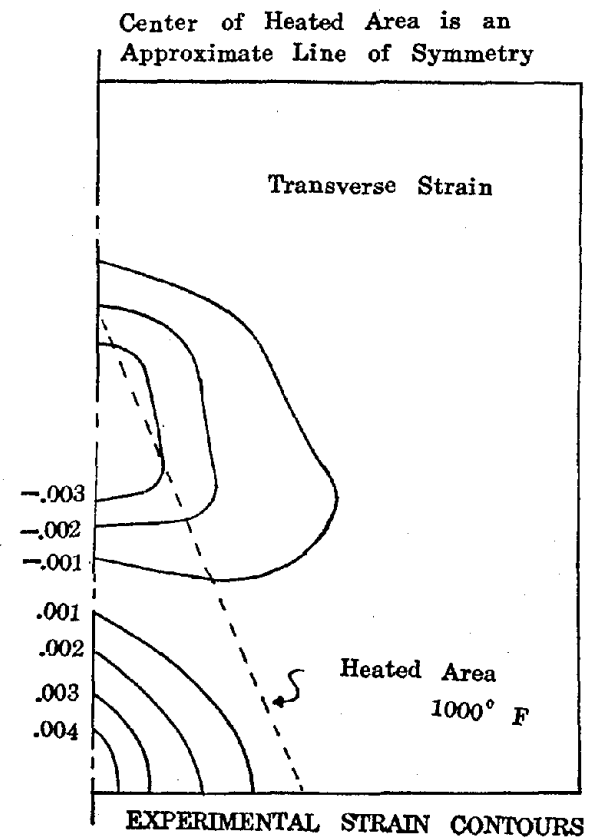 Center of Heated Area is an
Approximate Line of Symmetry
Transverse Strain
-.003
-.002
-.001
.001
.002
.003
.004
Heated Area
1000° F
EXPERIMENTAL STRAIN CONTOURS